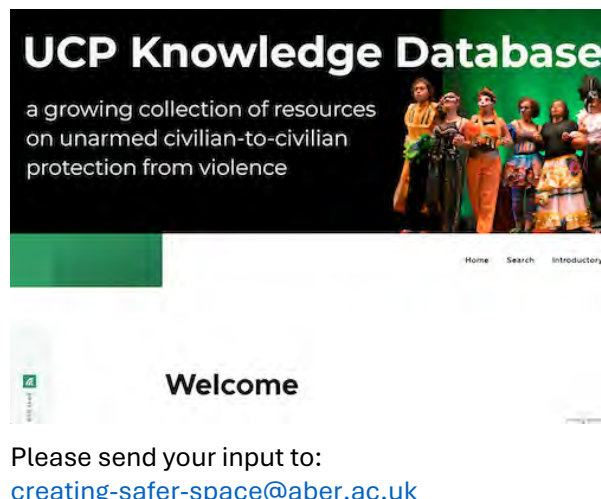 UCP Knowledge Database
a growing collection of resources
on unarmed civilian-to-civilian
protection from violence
Home Search Introductory
Welcome
Please send your input to:
creating-safer-space@aber.ac.uk